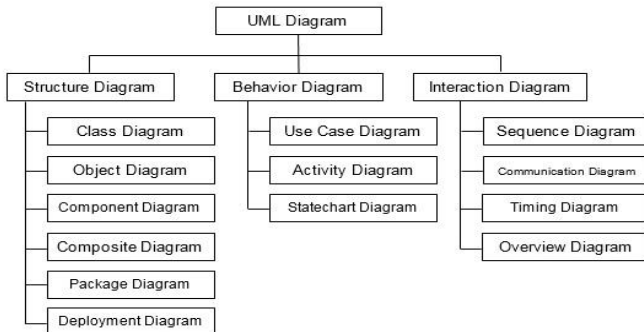 UML Diagram
Structure Diagram
Behavior Diagram
Interaction Diagram
Class Diagram
Object Diagram
Component Diagram
Composite Diagram
Package Diagram
Deployment Diagram
Use Case Diagram
Activity Diagram
Statechart Diagram
Sequence Diagram
Communication Diagram
Timing Diagram
Overview Diagram